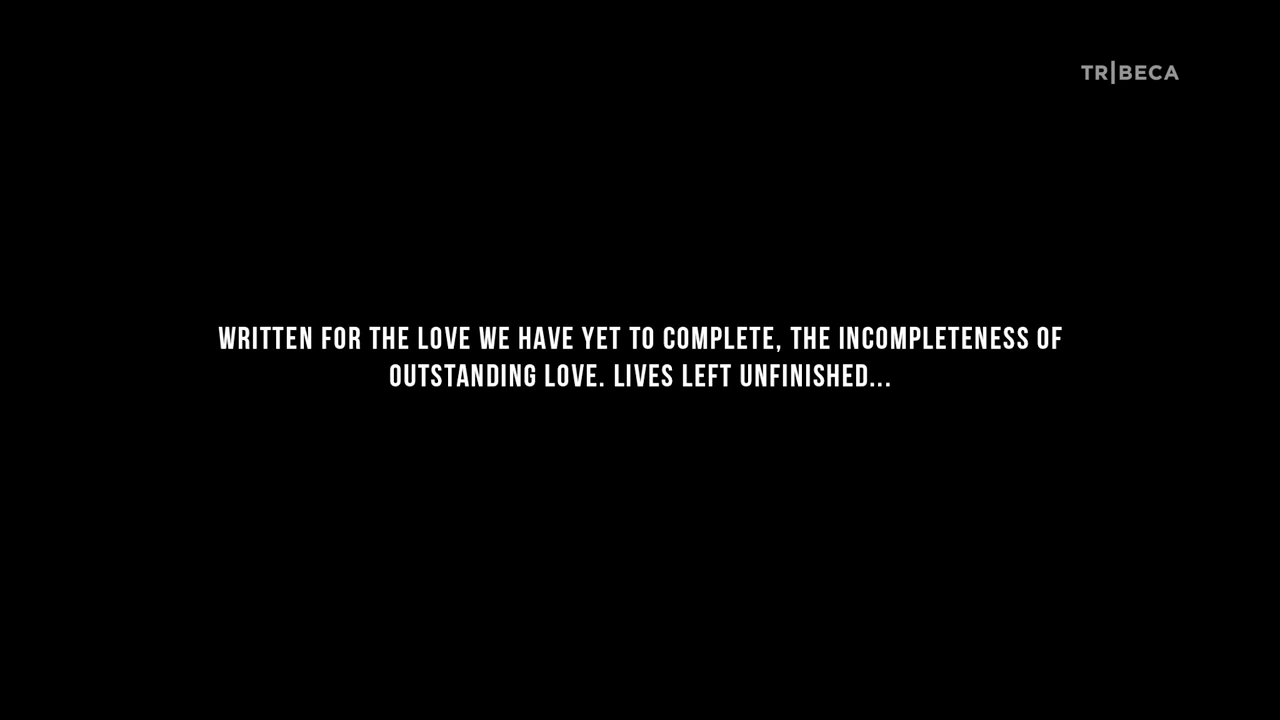 TR|BECA
WRITTEN FOR THE LOVE WE HAVE YET TO COMPLETE, THE INCOMPLETENESS OF
OUTSTANDING LOVE. LIVES LEFT UNFINISHED...